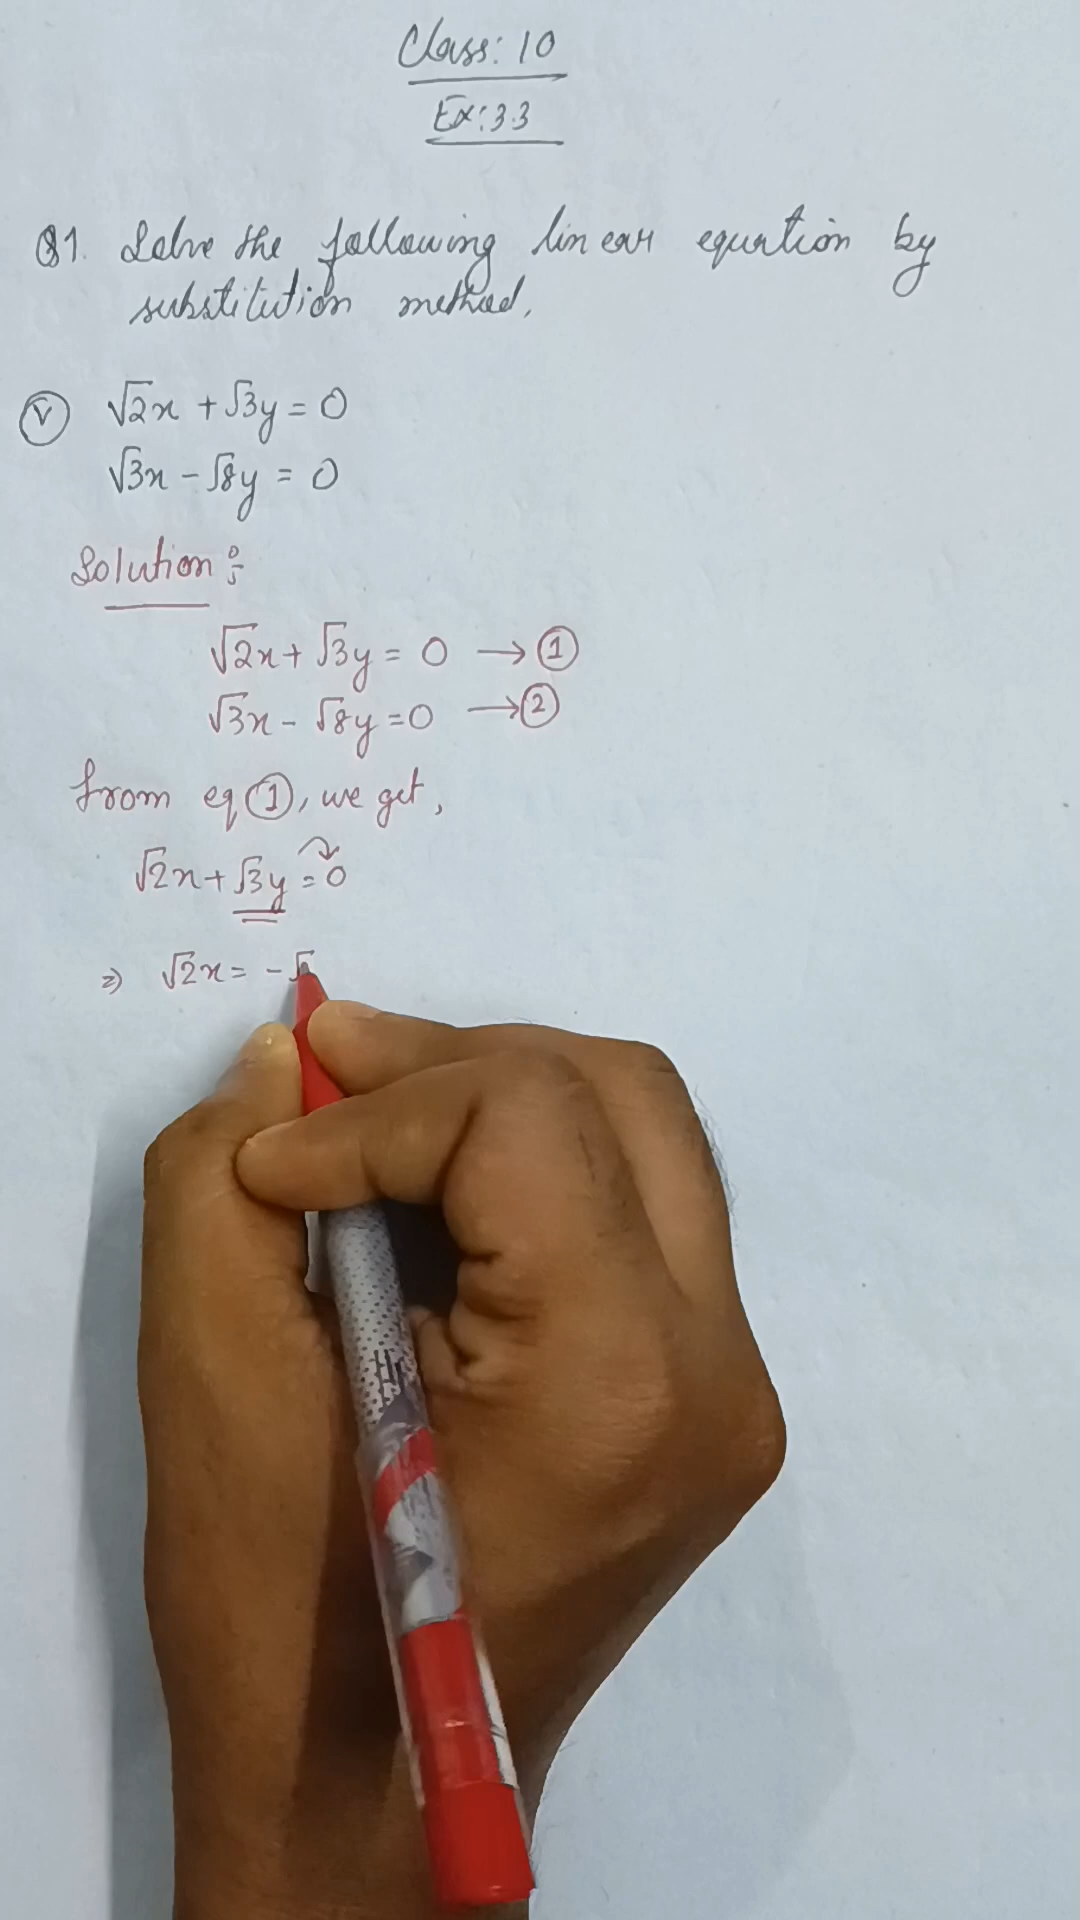 Class: 10
Ex: 3.3
Q1. Solve the following linear equation by
substitution method.
(v) √2x + √3y = 0
√3x - √8y = 0
Solution :-
√2x + √3y = 0 → (1)
√3x - √8y = 0 → (2)
from eq (1), we get,
√2x + √3y = 0
⇒ √2x = -√